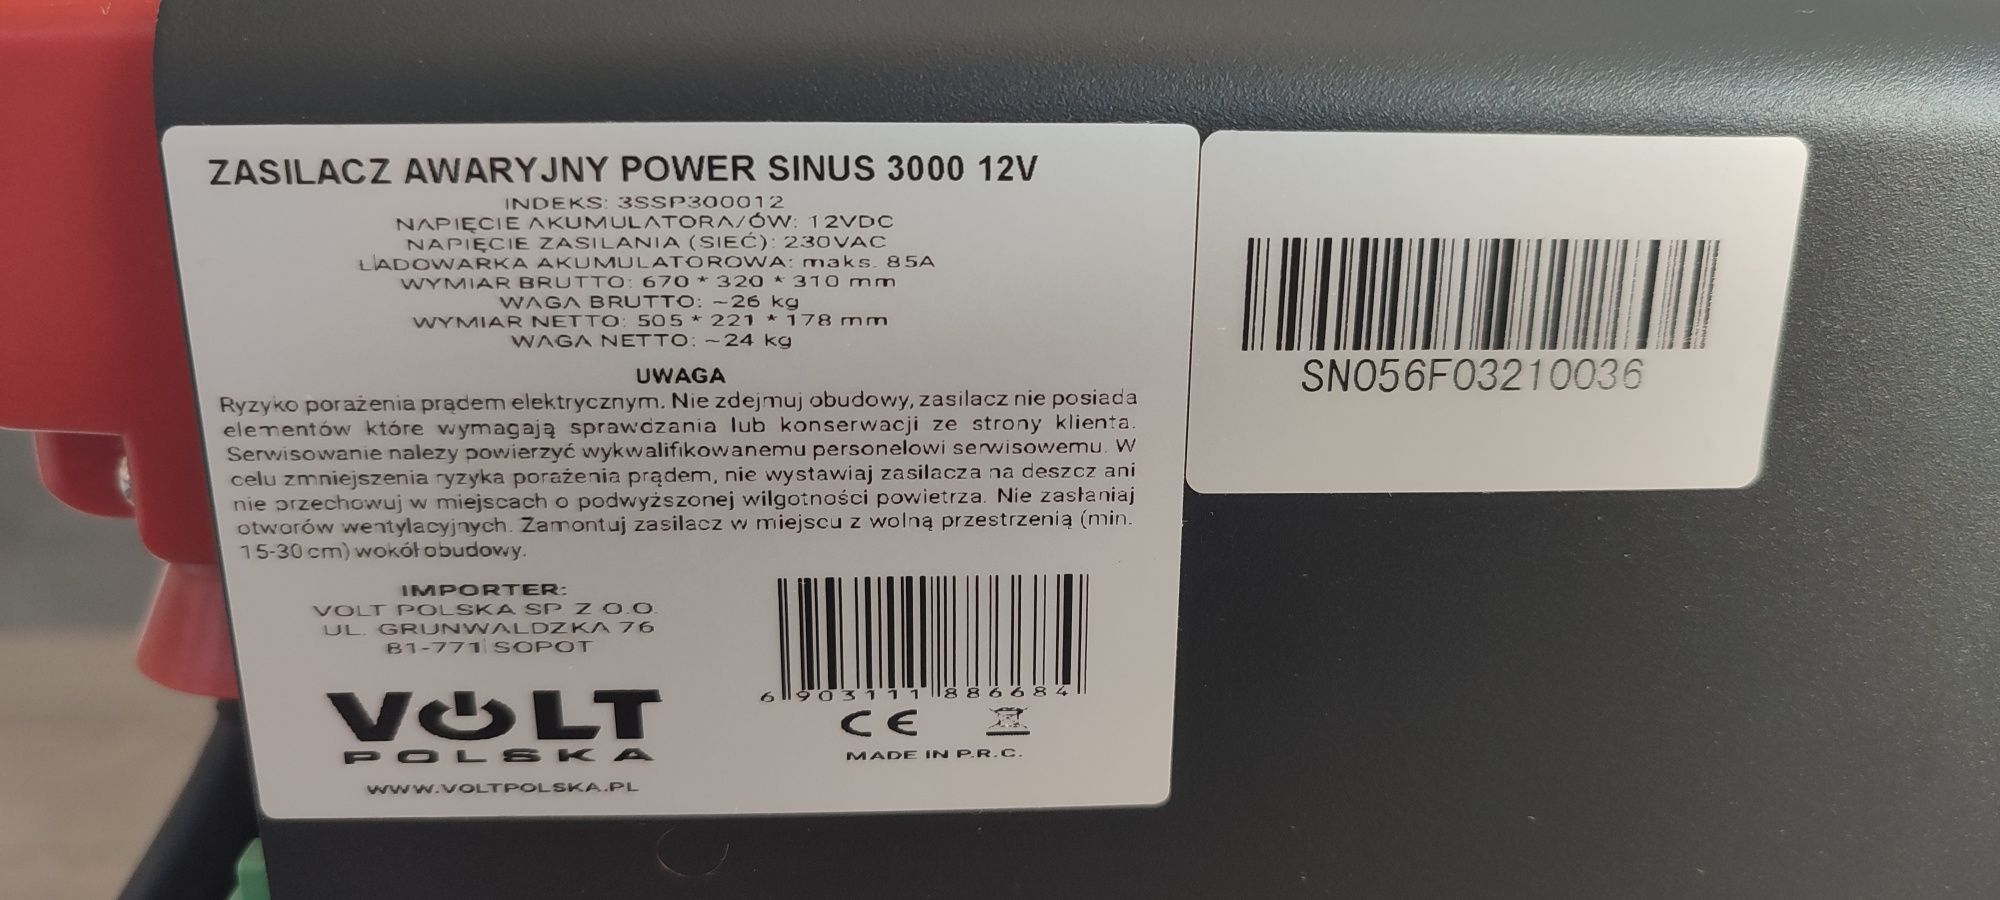 ZASILACZ AWARYJNY POWER SINUS 3000 12V
INDEKS: 3SSP300012
NAPIĘCIE AKUMULATORA/ÓW: 12VDC
NAPIĘCIE ZASILANIA (SIEĆ): 230VAC
ŁADOWARKA AKUMULATOROWA: maks. 85A
WYMIAR BRUTTO: 670 * 320 * 310 mm
WAGA BRUTTO: ~26 kg
WYMIAR NETTO: 505 * 221 * 178 mm
WAGA NETTO: ~24 kg
UWAGA
Ryzyko porażenia prądem elektrycznym. Nie zdejmuj obudowy, zasilacz nie posiada
elementów które wymagają sprawdzania lub konserwacji ze strony klienta.
Serwisowanie nalezy powierzyć wykwalifikowanemu personelowi serwisowemu. W
celu zmniejszenia ryzyka porażenia prądem, nie wystawiaj zasilacza na deszcz ani
nie przechowuj w miejscach o podwyższonej wilgotności powietrza. Nie zasłaniaj
otworów wentylacyjnych. Zamontuj zasilacz w miejscu z wolną przestrzenią (min.
15-30 cm) wokół obudowy.
IMPORTER:
VOLT POLSKA SP. Z O.O.
UL. GRUNWALDZKA 76
81-771 SOPOT
VOLT
POLSKA
WWW.VOLTPOLSKA.PL
6 903111 886684
CE
MADE IN P.R.C.
SN056F03210036